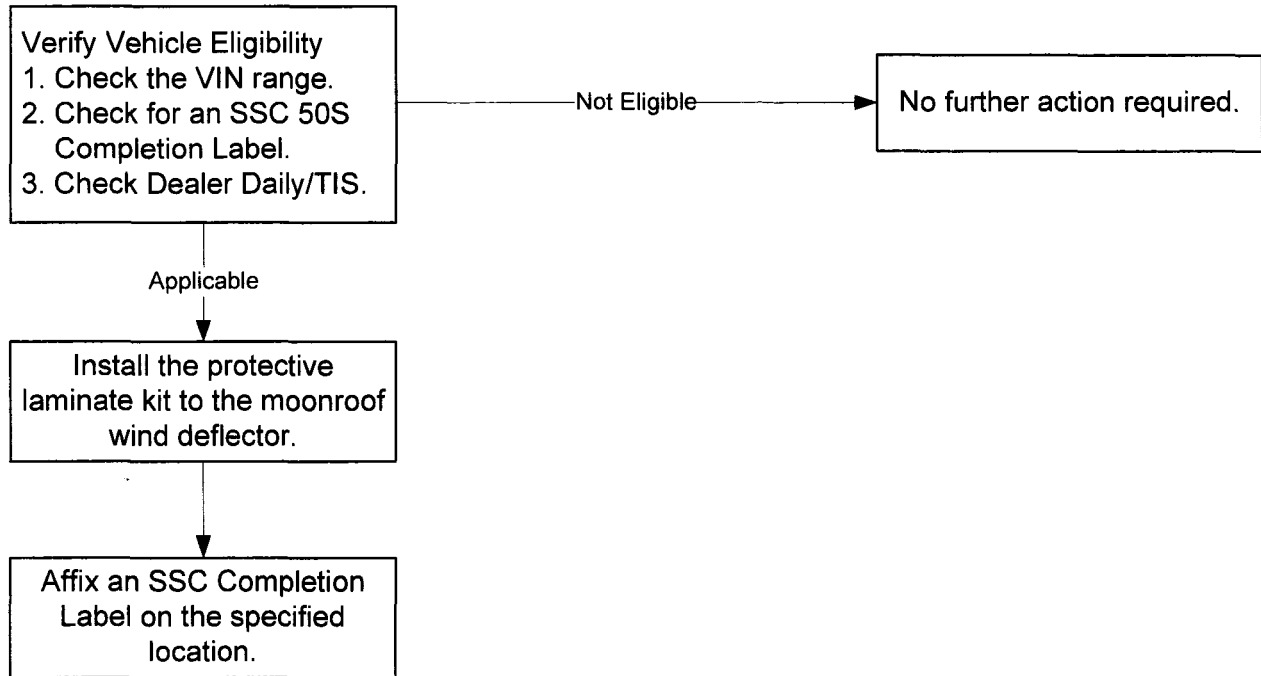 Verify Vehicle Eligibility
1. Check the VIN range.
2. Check for an SSC 50S
Completion Label.
3. Check Dealer Daily/TIS.
Not Eligible
No further action required.
Applicable
Install the protective
laminate kit to the moonroof
wind deflector.
Affix an SSC Completion
Label on the specified
location.